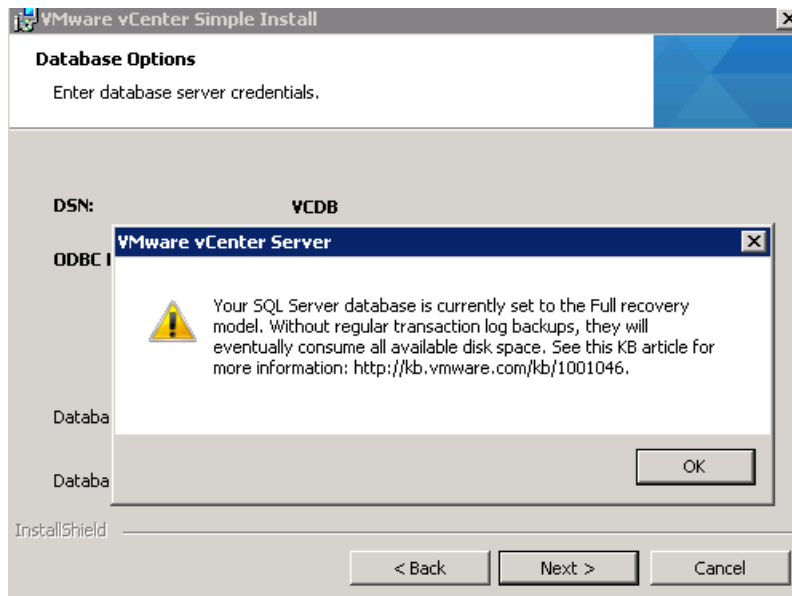 VMware vCenter Simple Install
Database Options
Enter database server credentials.
DSN: VCDB
ODBC
VMware vCenter Server
Your SQL Server database is currently set to the Full recovery
model. Without regular transaction log backups, they will
eventually consume all available disk space. See this KB article for
more information: http://kb.vmware.com/kb/1001046.
OK
Databa
Databa
InstallShield
< Back Next > Cancel